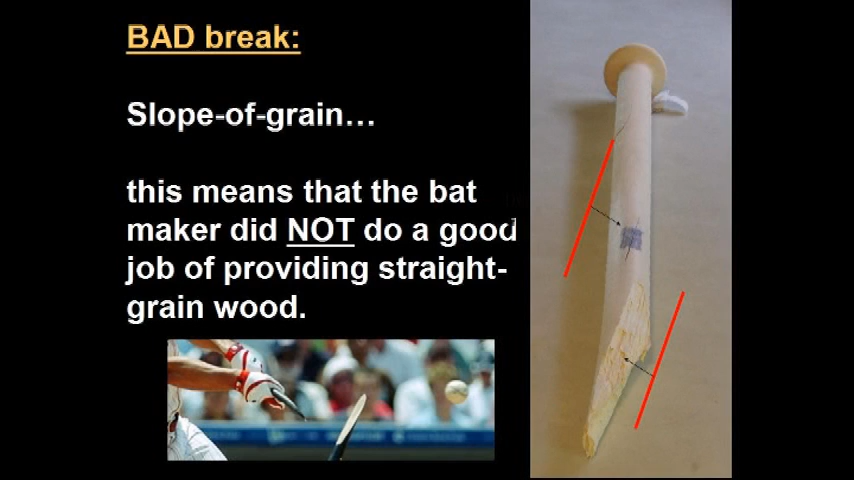 BAD break:
Slope-of-grain…
this means that the bat
maker did NOT do a good
job of providing straight-
grain wood.